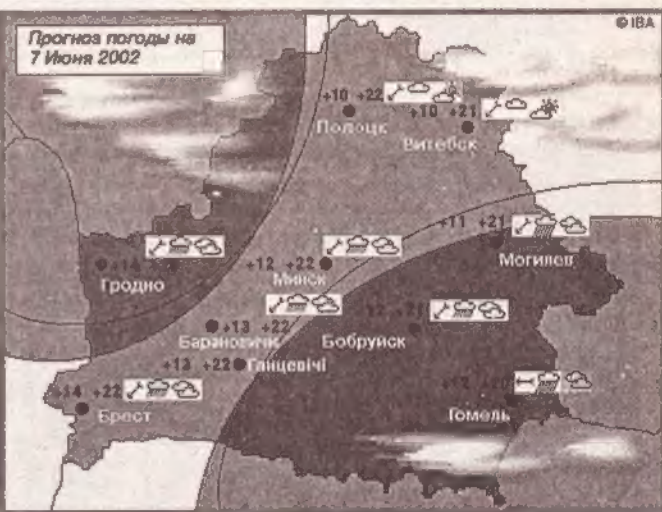 Прогноз погоды на
7 Июня 2002
© IBA
+10 +22
Полоцк
+10 +21
Витебск
+11 +21
Могилев
+14
Гродно
+12 +22
Минск
+13 +22
Барановичи
+21
Бобруйск
+13 +22
Ганцевічі
+14 +22
Брест
Гомель